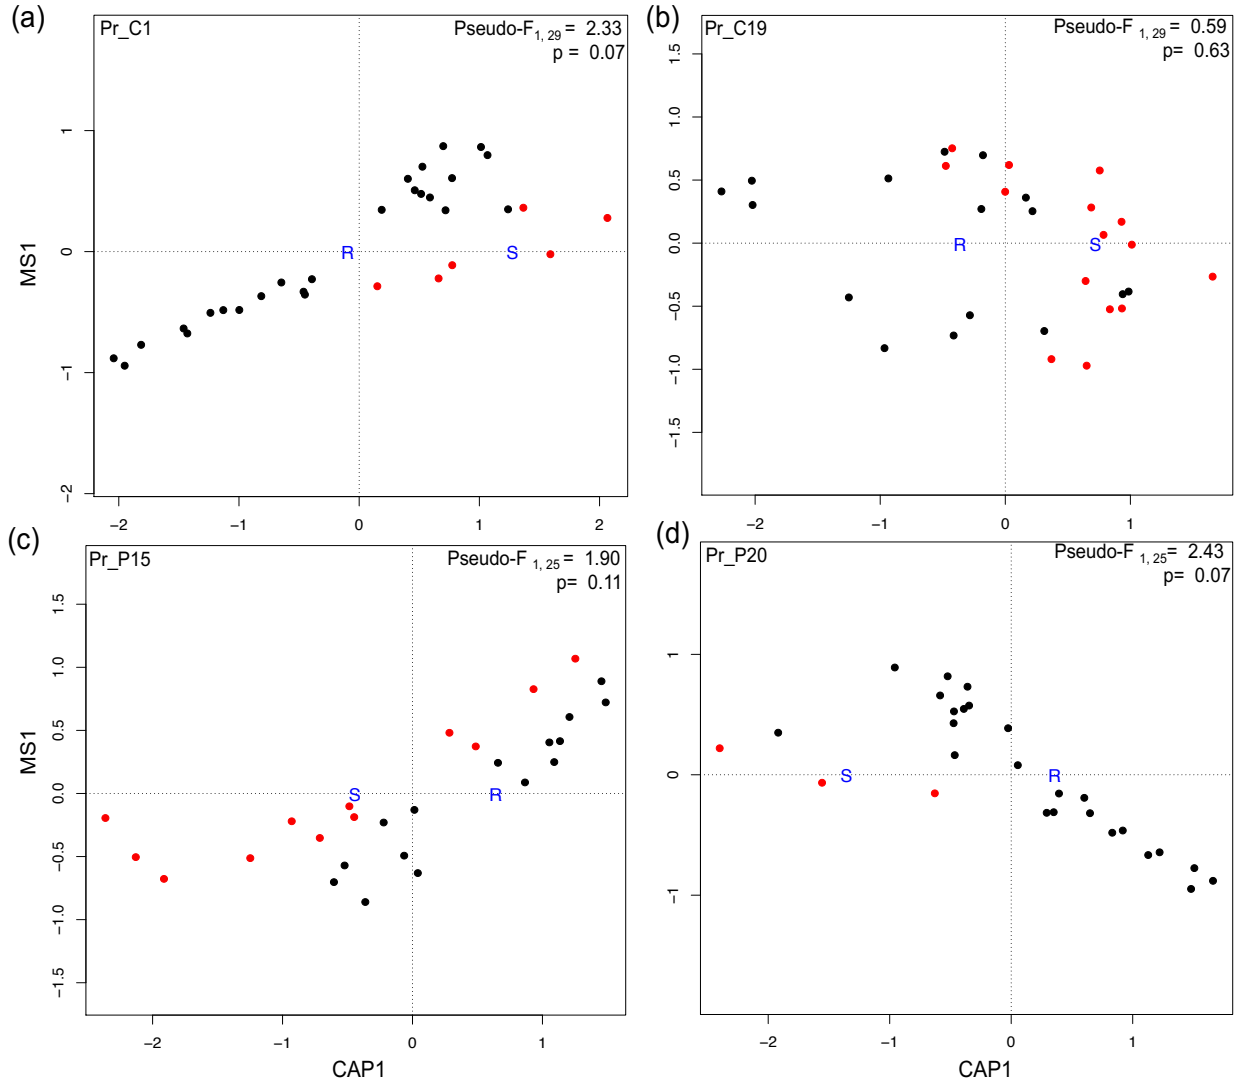 (a)
Pr_C1
Pseudo-F1, 29 = 2.33
p = 0.07
MS1
1
0
−1
−2
R
S
−2
−1
0
1
2
(b)
Pr_C19
Pseudo-F 1, 29 = 0.59
p= 0.63
1.5
1.0
0.5
0.0
−0.5
−1.0
−1.5
R
S
−2
−1
0
1
(c)
Pr_P15
Pseudo-F 1, 25 = 1.90
p= 0.11
MS1
1.5
1.0
0.5
0.0
−0.5
−1.0
−1.5
S
R
−2
−1
0
1
CAP1
(d)
Pr_P20
Pseudo-F 1, 25 = 2.43
p= 0.07
1
0
−1
S
R
−2
−1
0
1
CAP1